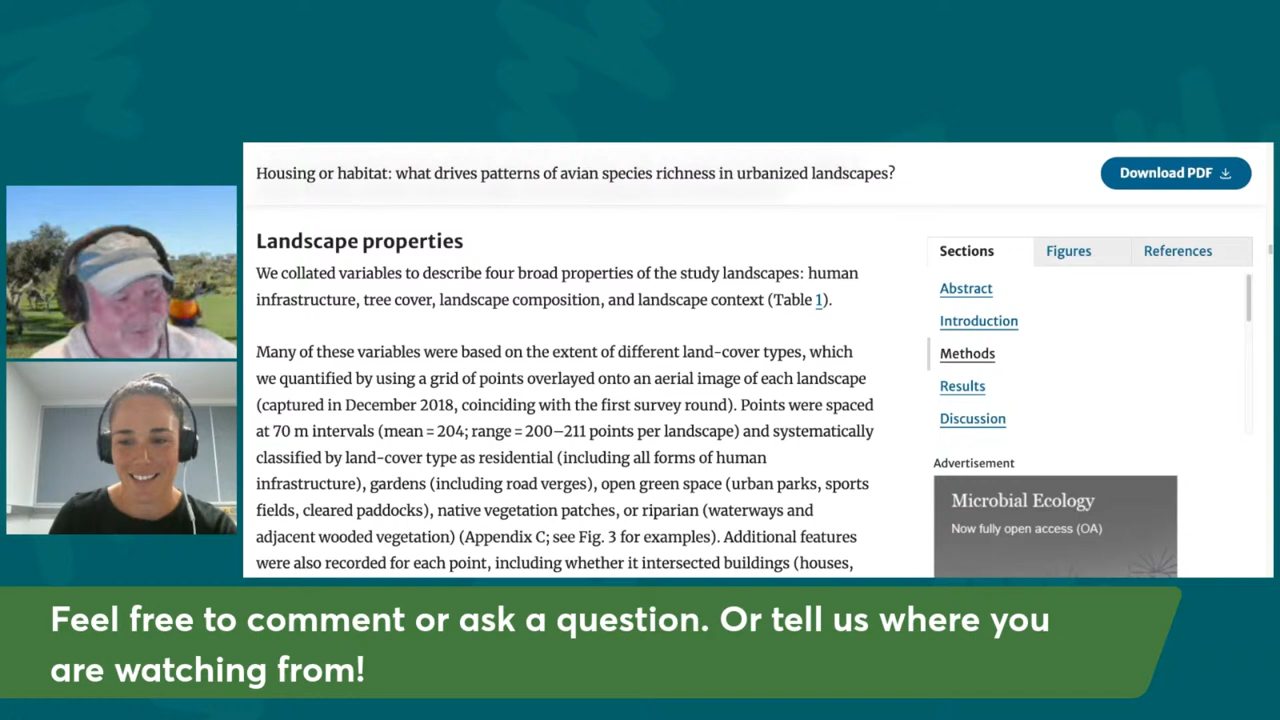 Housing or habitat: what drives patterns of avian species richness in urbanized landscapes?
Download PDF
Landscape properties
We collated variables to describe four broad properties of the study landscapes: human
infrastructure, tree cover, landscape composition, and landscape context (Table 1).
Many of these variables were based on the extent of different land-cover types, which
we quantified by using a grid of points overlayed onto an aerial image of each landscape
(captured in December 2018, coinciding with the first survey round). Points were spaced
at 70 m intervals (mean = 204; range = 200–211 points per landscape) and systematically
classified by land-cover type as residential (including all forms of human
infrastructure), gardens (including road verges), open green space (urban parks, sports
fields, cleared paddocks), native vegetation patches, or riparian (waterways and
adjacent wooded vegetation) (Appendix C; see Fig. 3 for examples). Additional features
were also recorded for each point, including whether it intersected buildings (houses,
Sections
Figures
References
Abstract
Introduction
Methods
Results
Discussion
Advertisement
Microbial Ecology
Now fully open access (OA)
Feel free to comment or ask a question. Or tell us where you
are watching from!